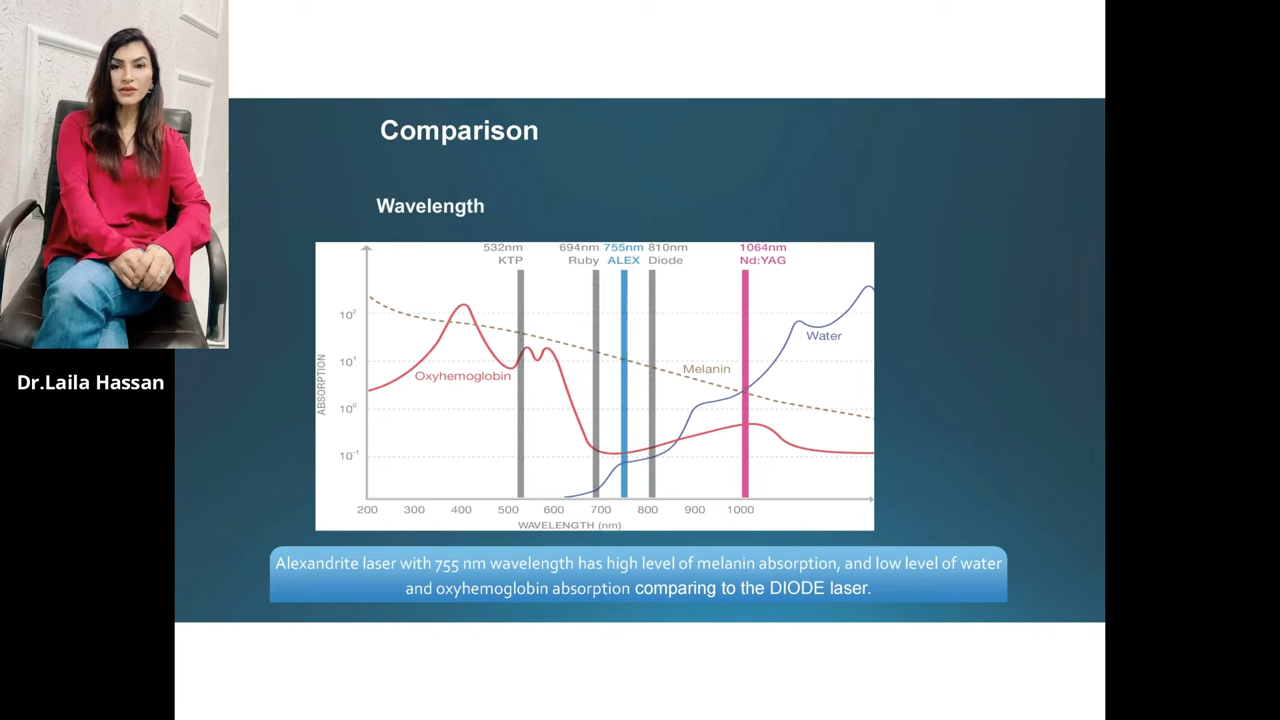 Comparison
Wavelength
532nm 694nm 755nm 810nm 1064nm
KTP Ruby ALEX Diode Nd:YAG
10²
Water
10¹
Melanin
Oxyhemoglobin
ABSORPTION
10⁰
10⁻¹
200 300 400 500 600 700 800 900 1000
WAVELENGTH (nm)
Dr.Laila Hassan
Alexandrite laser with 755 nm wavelength has high level of melanin absorption, and low level of water
and oxyhemoglobin absorption comparing to the DIODE laser.